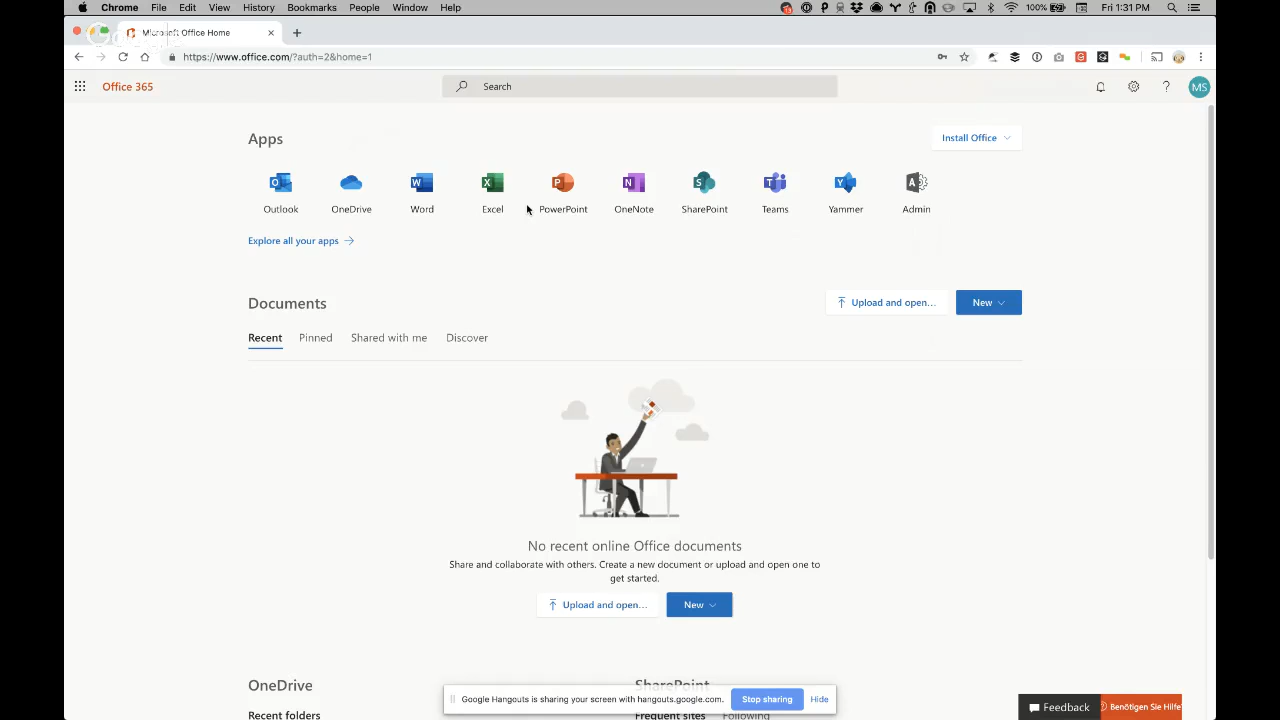 Chrome File Edit View History Bookmarks People Window Help 100% Fri 1:31 PM
Microsoft Office Home
https://www.office.com/?auth=2&home=1
Office 365 Search MS
Apps Install Office
O W X P N S T Y A
Outlook OneDrive Word Excel PowerPoint OneNote SharePoint Teams Yammer Admin
Explore all your apps
Documents Upload and open... New
Recent Pinned Shared with me Discover
No recent online Office documents
Share and collaborate with others. Create a new document or upload and open one to
get started.
Upload and open... New
OneDrive SharePoint
Google Hangouts is sharing your screen with hangouts.google.com. Stop sharing Hide
Feedback Benötigen Sie Hilfe
Recent folders Frequent sites Following